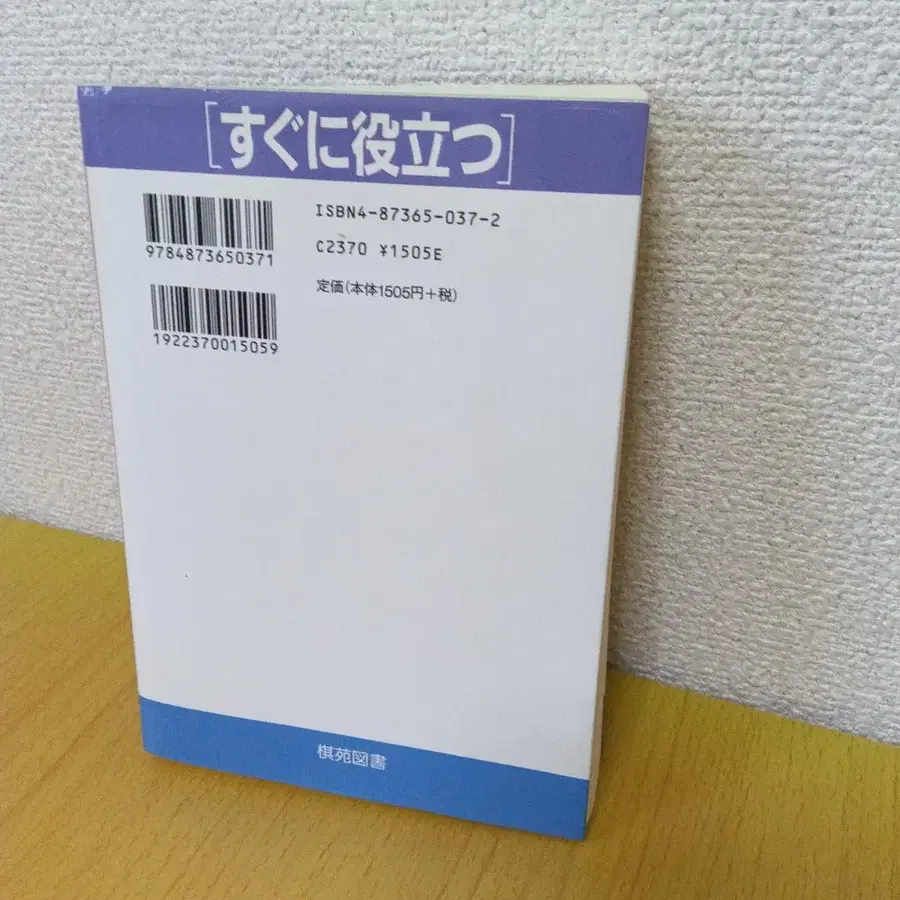 [すぐに役立つ]
ISBN4-87365-037-2
9784873650371
C2370 ¥1505E
定価(本体1505円+税)
1922370015059
棋苑図書